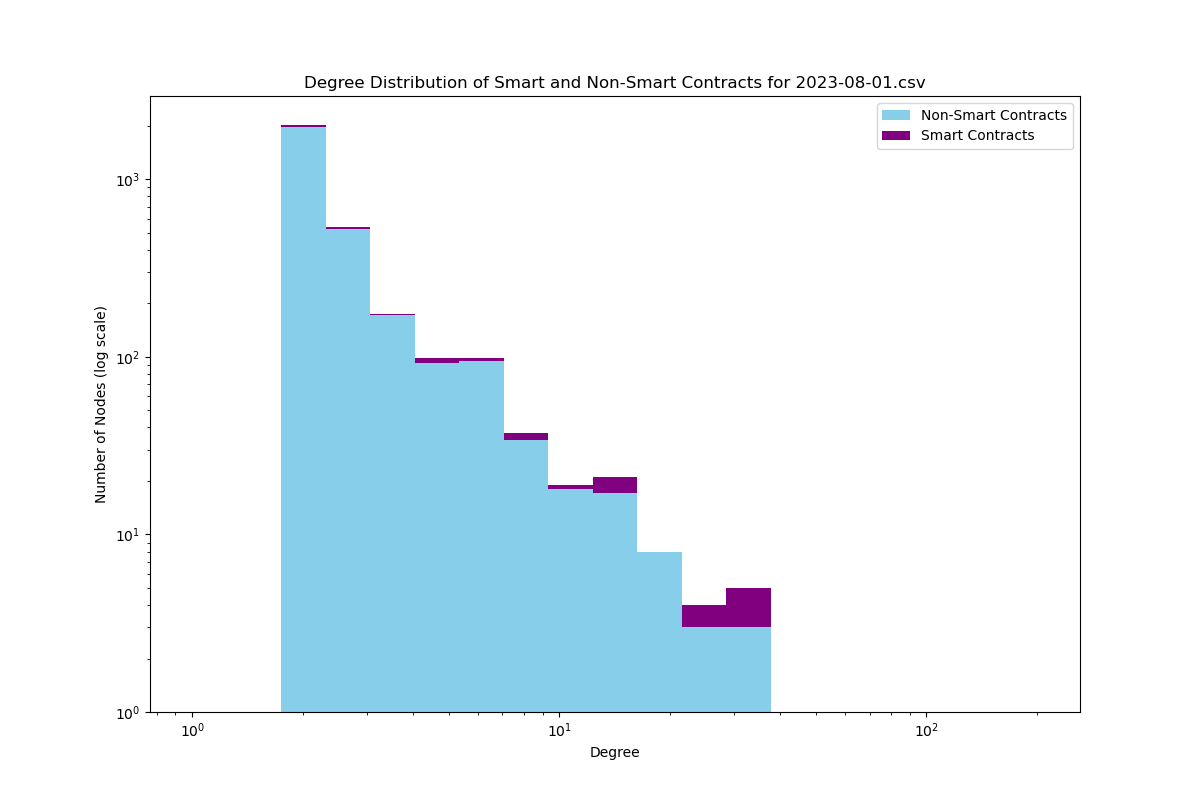 Degree Distribution of Smart and Non-Smart Contracts for 2023-08-01.csv
Non-Smart Contracts
Smart Contracts
Number of Nodes (log scale)
10³
10²
10¹
10⁰
10⁰ 10¹ 10²
Degree